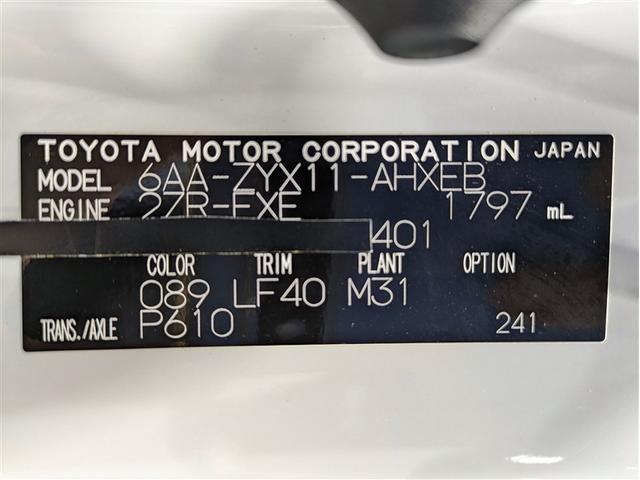 TOYOTA MOTOR CORPORATION JAPAN
MODEL 6AA-ZYX11-AHXEB
ENGINE 2ZR-FXE 1797 mL
401
COLOR TRIM PLANT OPTION
089 LF40 M31
TRANS./AXLE P610 241